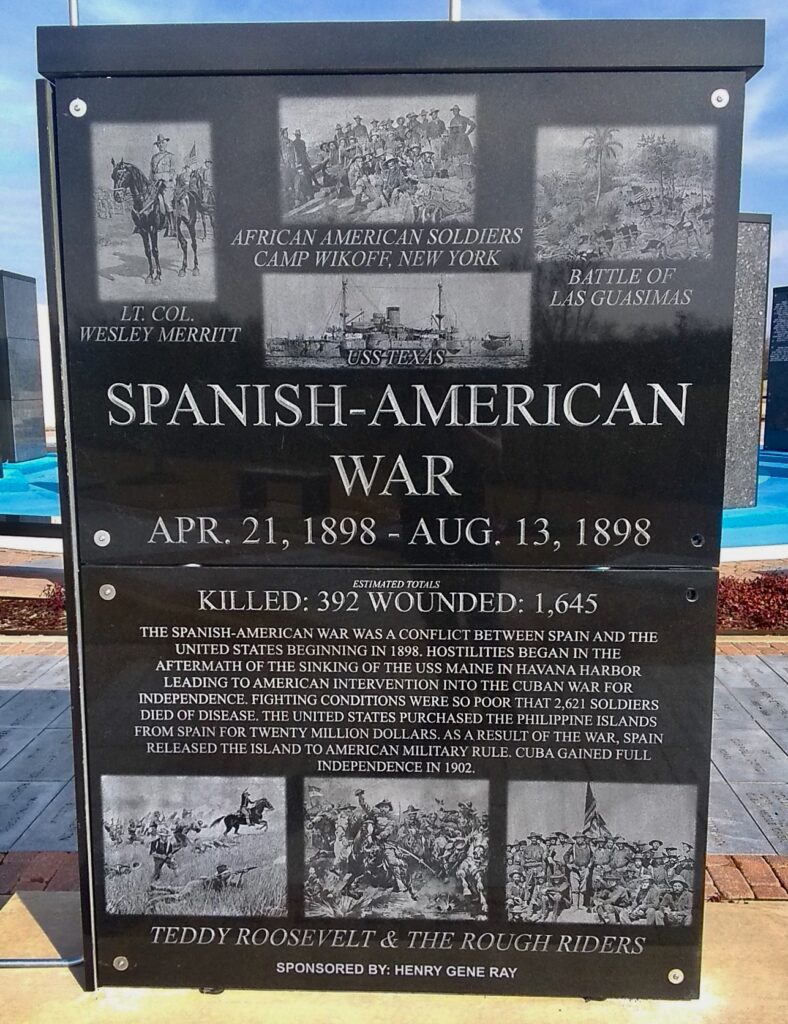 AFRICAN AMERICAN SOLDIERS
CAMP WIKOFF, NEW YORK
BATTLE OF
LAS GUASIMAS
LT. COL.
WESLEY MERRITT
USS TEXAS
SPANISH-AMERICAN
WAR
APR. 21, 1898 - AUG. 13, 1898
ESTIMATED TOTALS
KILLED: 392 WOUNDED: 1,645
THE SPANISH-AMERICAN WAR WAS A CONFLICT BETWEEN SPAIN AND THE
UNITED STATES BEGINNING IN 1898. HOSTILITIES BEGAN IN THE
AFTERMATH OF THE SINKING OF THE USS MAINE IN HAVANA HARBOR
LEADING TO AMERICAN INTERVENTION INTO THE CUBAN WAR FOR
INDEPENDENCE. FIGHTING CONDITIONS WERE SO POOR THAT 2,621 SOLDIERS
DIED OF DISEASE. THE UNITED STATES PURCHASED THE PHILIPPINE ISLANDS
FROM SPAIN FOR TWENTY MILLION DOLLARS. AS A RESULT OF THE WAR, SPAIN
RELEASED THE ISLAND TO AMERICAN MILITARY RULE. CUBA GAINED FULL
INDEPENDENCE IN 1902.
TEDDY ROOSEVELT & THE ROUGH RIDERS
SPONSORED BY: HENRY GENE RAY